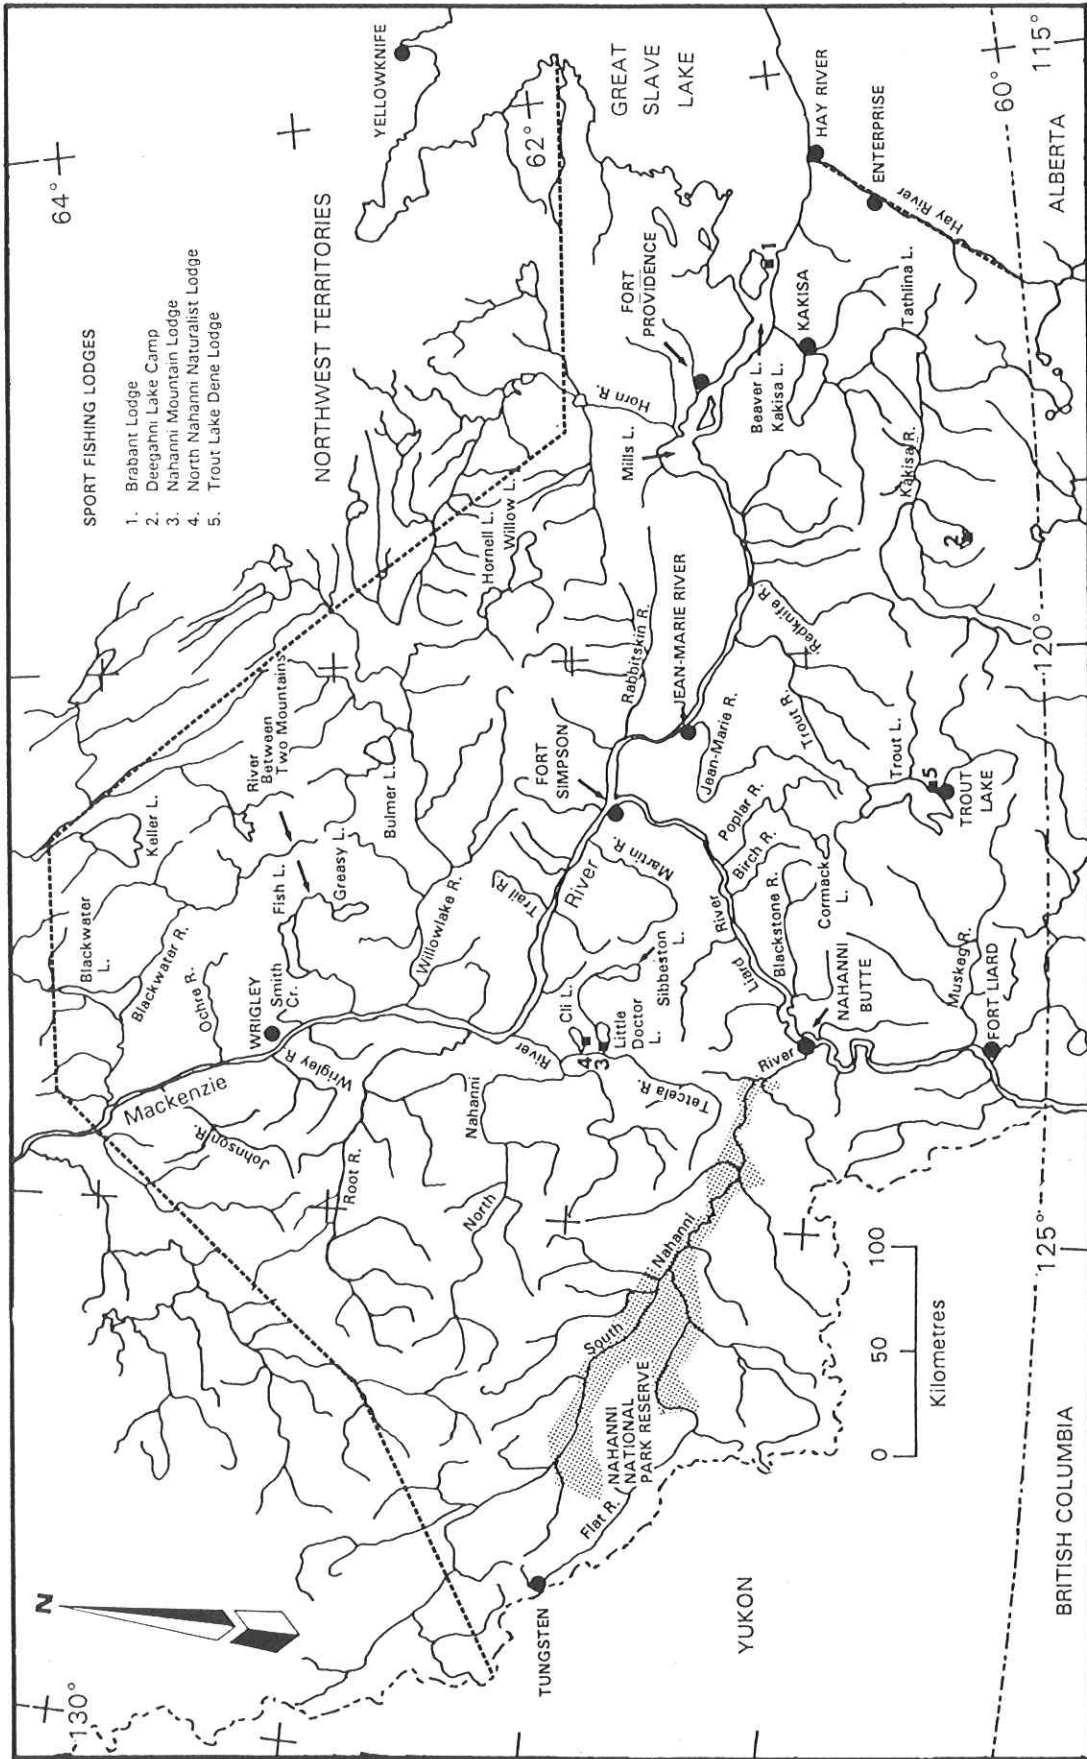 N
130°
64°
SPORT FISHING LODGES
1. Brabant Lodge
2. Deegahni Lake Camp
3. Nahanni Mountain Lodge
4. North Nahanni Naturalist Lodge
5. Trout Lake Dene Lodge
YELLOWKNIFE
NORTHWEST TERRITORIES
Blackwater
L.
Keller L.
Blackwater R.
River
Between
Two Mountains
Ochre R.
WRIGLEY
Smith
Cr.
Fish L.
Greasy L.
Mackenzie
Johnson R.
Wrigley R.
Bulmer L.
Root R.
Willowlake R.
Hornell L.
Willow L.
62°
GREAT
SLAVE
LAKE
TUNGSTEN
North
Nahanni
River
Trail R.
River
FORT
SIMPSON
Rabbitskin R.
Horn R.
Mills L.
FORT
PROVIDENCE
4
Cli L.
3
Little
Doctor
L.
Sibbeston
L.
Martin R.
JEAN-MARIE RIVER
Jean-Marie R.
Tetcela R.
South
Nahanni
River
NAHANNI
NATIONAL
PARK RESERVE
Flat R.
Liard
River
Poplar R.
Birch R.
Blackstone R.
Cormack
L.
NAHANNI
BUTTE
Redknife R.
Trout R.
Trout L.
5
TROUT
LAKE
Beaver L.
Kakisa L.
1
KAKISA
HAY RIVER
ENTERPRISE
Hay River
Tathlina L.
Kakisa R.
2
Muskeg R.
FORT LIARD
YUKON
0
50
100
Kilometres
BRITISH COLUMBIA
125°
120°
ALBERTA
60°
115°